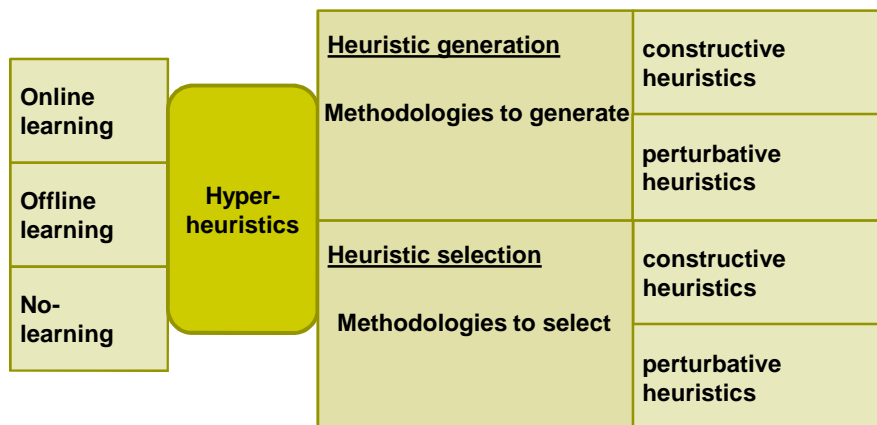 Online
learning
Offline
learning
No-
learning
Hyper-
heuristics
Heuristic generation
Methodologies to generate
constructive
heuristics
perturbative
heuristics
Heuristic selection
Methodologies to select
constructive
heuristics
perturbative
heuristics